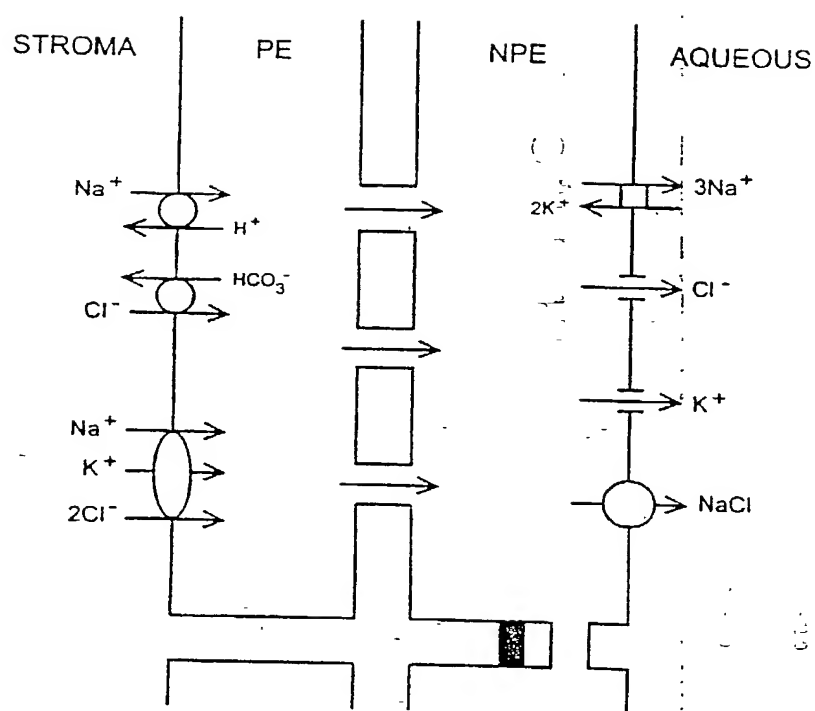 STROMA PE NPE AQUEOUS
Na⁺
H⁺
HCO₃⁻
Cl⁻
Na⁺
K⁺
2Cl⁻
3Na⁺
2K⁺
Cl⁻
K⁺
NaCl